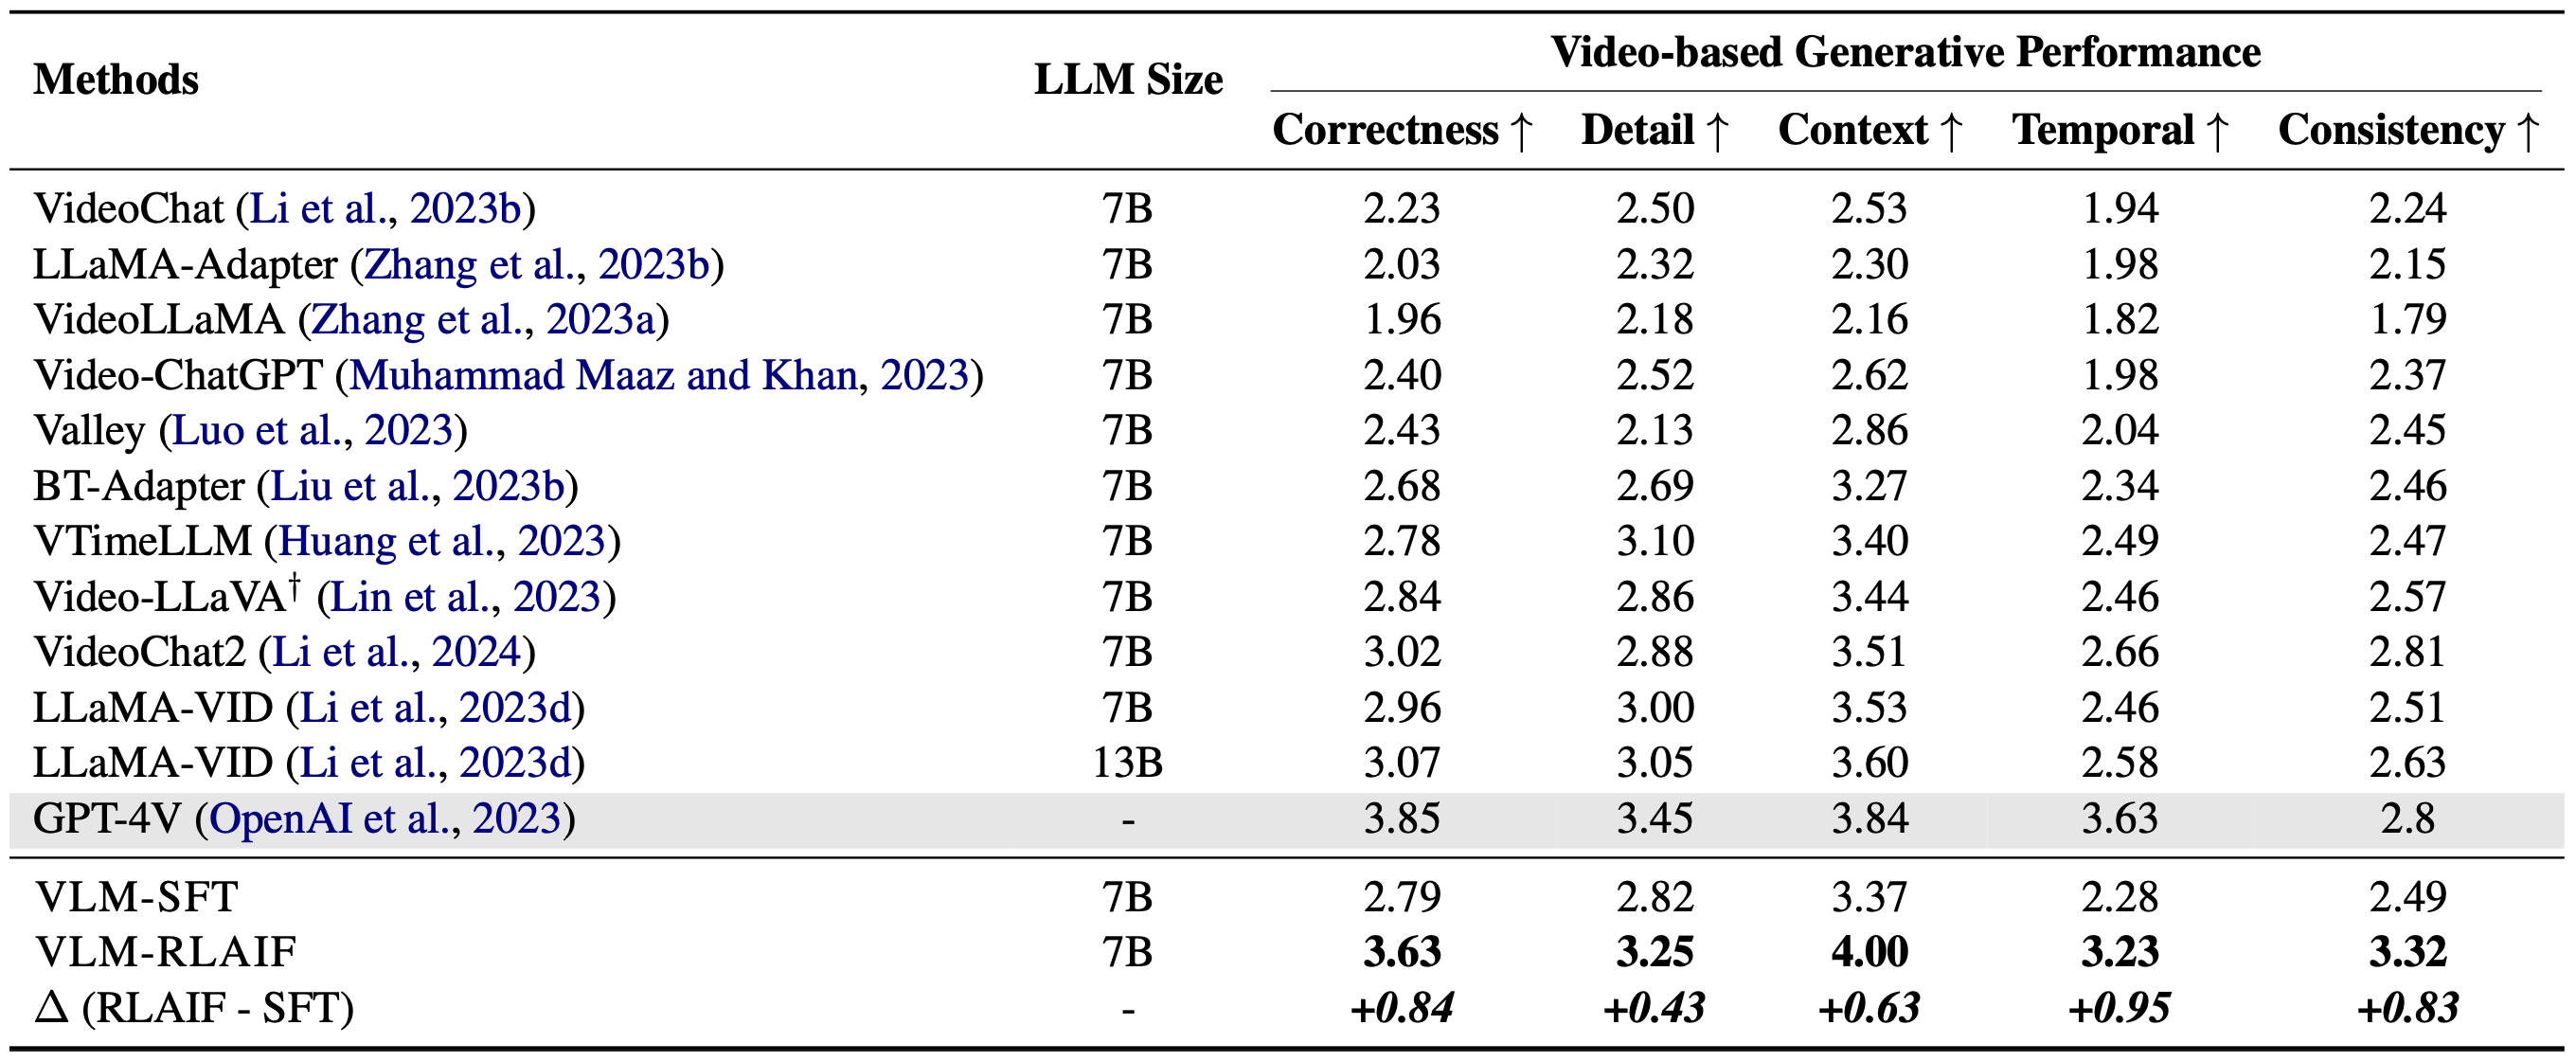 Methods LLM Size Video-based Generative Performance
Correctness ↑ Detail ↑ Context ↑ Temporal ↑ Consistency ↑
VideoChat (Li et al., 2023b) 7B 2.23 2.50 2.53 1.94 2.24
LLaMA-Adapter (Zhang et al., 2023b) 7B 2.03 2.32 2.30 1.98 2.15
VideoLLaMA (Zhang et al., 2023a) 7B 1.96 2.18 2.16 1.82 1.79
Video-ChatGPT (Muhammad Maaz and Khan, 2023) 7B 2.40 2.52 2.62 1.98 2.37
Valley (Luo et al., 2023) 7B 2.43 2.13 2.86 2.04 2.45
BT-Adapter (Liu et al., 2023b) 7B 2.68 2.69 3.27 2.34 2.46
VTimeLLM (Huang et al., 2023) 7B 2.78 3.10 3.40 2.49 2.47
Video-LLaVA† (Lin et al., 2023) 7B 2.84 2.86 3.44 2.46 2.57
VideoChat2 (Li et al., 2024) 7B 3.02 2.88 3.51 2.66 2.81
LLaMA-VID (Li et al., 2023d) 7B 2.96 3.00 3.53 2.46 2.51
LLaMA-VID (Li et al., 2023d) 13B 3.07 3.05 3.60 2.58 2.63
GPT-4V (OpenAI et al., 2023) - 3.85 3.45 3.84 3.63 2.8
VLM-SFT 7B 2.79 2.82 3.37 2.28 2.49
VLM-RLAIF 7B 3.63 3.25 4.00 3.23 3.32
Δ (RLAIF - SFT) - +0.84 +0.43 +0.63 +0.95 +0.83